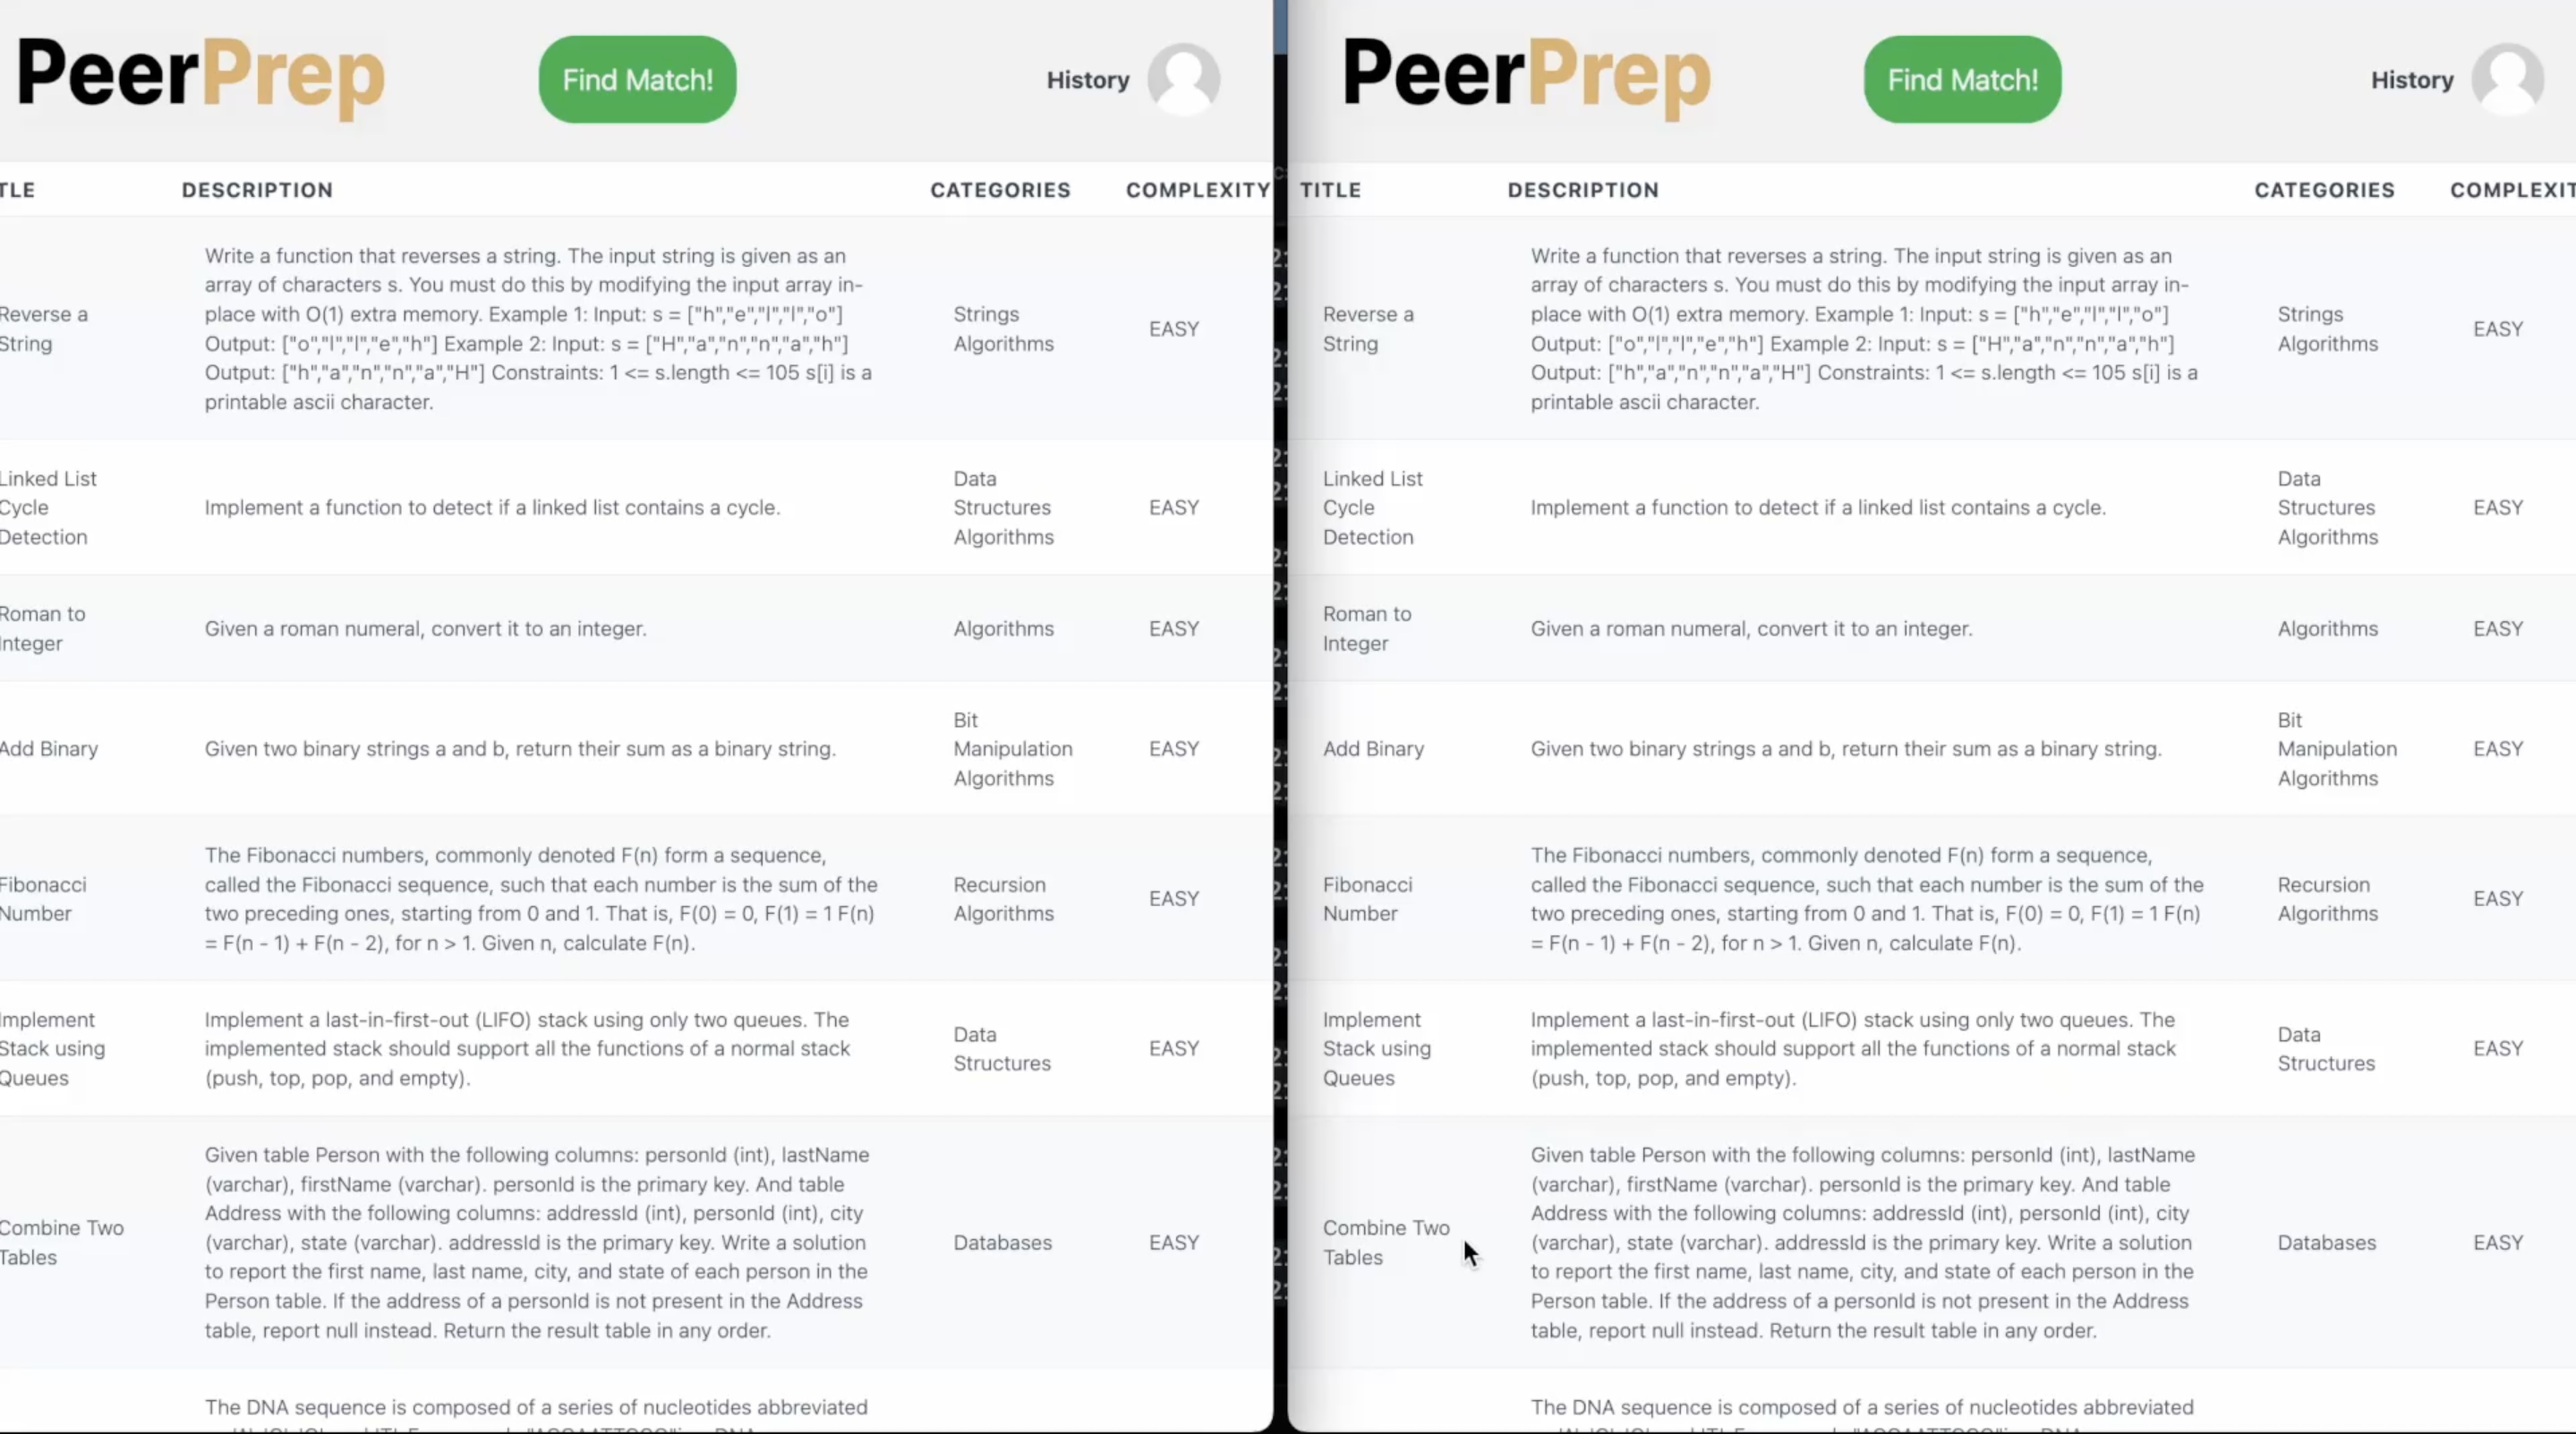 PeerPrep
Find Match!
History
TLE DESCRIPTION CATEGORIES COMPLEXITY
Reverse a
String
Write a function that reverses a string. The input string is given as an
array of characters s. You must do this by modifying the input array in-
place with O(1) extra memory. Example 1: Input: s = ["h","e","l","l","o"]
Output: ["o","l","l","e","h"] Example 2: Input: s = ["H","a","n","n","a","h"]
Output: ["h","a","n","n","a","H"] Constraints: 1 <= s.length <= 105 s[i] is a
printable ascii character.
Strings
Algorithms
EASY
Linked List
Cycle
Detection
Implement a function to detect if a linked list contains a cycle.
Data
Structures
Algorithms
EASY
Roman to
Integer
Given a roman numeral, convert it to an integer.
Algorithms
EASY
Add Binary
Given two binary strings a and b, return their sum as a binary string.
Bit
Manipulation
Algorithms
EASY
Fibonacci
Number
The Fibonacci numbers, commonly denoted F(n) form a sequence,
called the Fibonacci sequence, such that each number is the sum of the
two preceding ones, starting from 0 and 1. That is, F(0) = 0, F(1) = 1 F(n)
= F(n - 1) + F(n - 2), for n > 1. Given n, calculate F(n).
Recursion
Algorithms
EASY
Implement
Stack using
Queues
Implement a last-in-first-out (LIFO) stack using only two queues. The
implemented stack should support all the functions of a normal stack
(push, top, pop, and empty).
Data
Structures
EASY
Combine Two
Tables
Given table Person with the following columns: personId (int), lastName
(varchar), firstName (varchar). personId is the primary key. And table
Address with the following columns: addressId (int), personId (int), city
(varchar), state (varchar). addressId is the primary key. Write a solution
to report the first name, last name, city, and state of each person in the
Person table. If the address of a personId is not present in the Address
table, report null instead. Return the result table in any order.
Databases
EASY
The DNA sequence is composed of a series of nucleotides abbreviated
PeerPrep
Find Match!
History
TITLE DESCRIPTION CATEGORIES COMPLEXIT
Reverse a
String
Write a function that reverses a string. The input string is given as an
array of characters s. You must do this by modifying the input array in-
place with O(1) extra memory. Example 1: Input: s = ["h","e","l","l","o"]
Output: ["o","l","l","e","h"] Example 2: Input: s = ["H","a","n","n","a","h"]
Output: ["h","a","n","n","a","H"] Constraints: 1 <= s.length <= 105 s[i] is a
printable ascii character.
Strings
Algorithms
EASY
Linked List
Cycle
Detection
Implement a function to detect if a linked list contains a cycle.
Data
Structures
Algorithms
EASY
Roman to
Integer
Given a roman numeral, convert it to an integer.
Algorithms
EASY
Add Binary
Given two binary strings a and b, return their sum as a binary string.
Bit
Manipulation
Algorithms
EASY
Fibonacci
Number
The Fibonacci numbers, commonly denoted F(n) form a sequence,
called the Fibonacci sequence, such that each number is the sum of the
two preceding ones, starting from 0 and 1. That is, F(0) = 0, F(1) = 1 F(n)
= F(n - 1) + F(n - 2), for n > 1. Given n, calculate F(n).
Recursion
Algorithms
EASY
Implement
Stack using
Queues
Implement a last-in-first-out (LIFO) stack using only two queues. The
implemented stack should support all the functions of a normal stack
(push, top, pop, and empty).
Data
Structures
EASY
Combine Two
Tables
Given table Person with the following columns: personId (int), lastName
(varchar), firstName (varchar). personId is the primary key. And table
Address with the following columns: addressId (int), personId (int), city
(varchar), state (varchar). addressId is the primary key. Write a solution
to report the first name, last name, city, and state of each person in the
Person table. If the address of a personId is not present in the Address
table, report null instead. Return the result table in any order.
Databases
EASY
The DNA sequence is composed of a series of nucleotides abbreviated